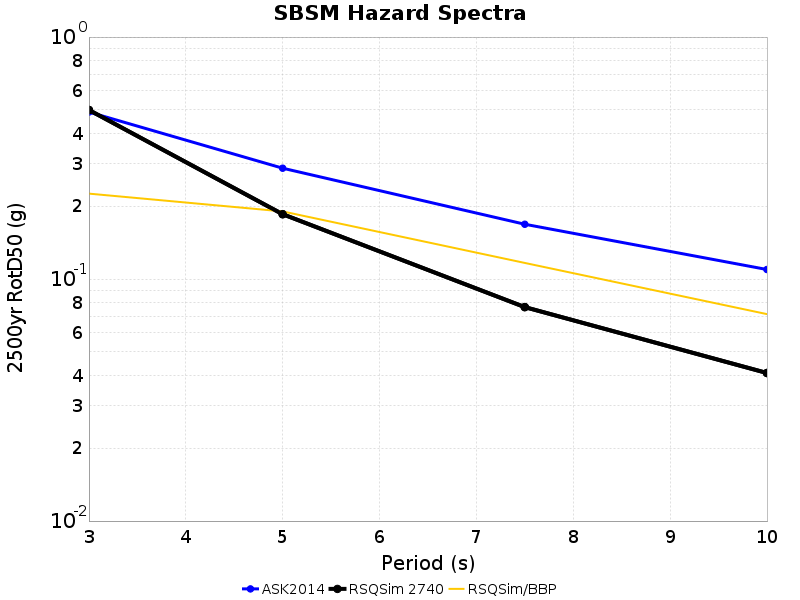 SBSM Hazard Spectra
2500yr RotD50 (g)
10^0
8
6
4
3
2
10^-1
8
6
4
3
2
10^-2
3 4 5 6 7 8 9 10
Period (s)
ASK2014 RSQSim 2740 RSQSim/BBP